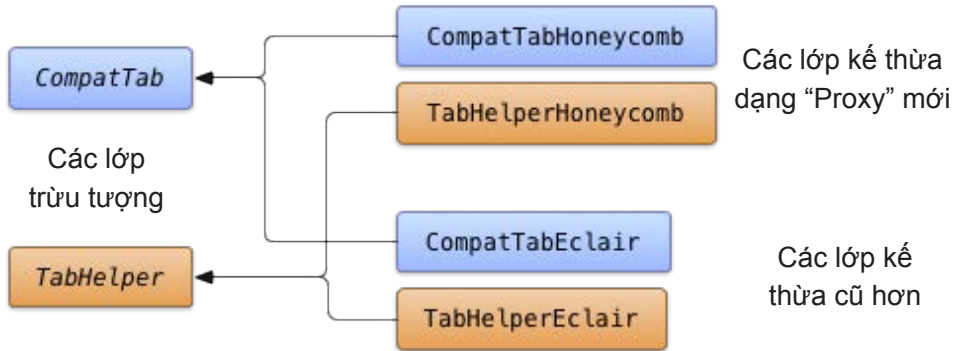 CompatTabHoneycomb
Các lớp kế thừa
dạng “Proxy” mới
CompatTab
TabHelperHoneycomb
Các lớp
trừu tượng
CompatTabEclair
Các lớp kế
thừa cũ hơn
TabHelper
TabHelperEclair